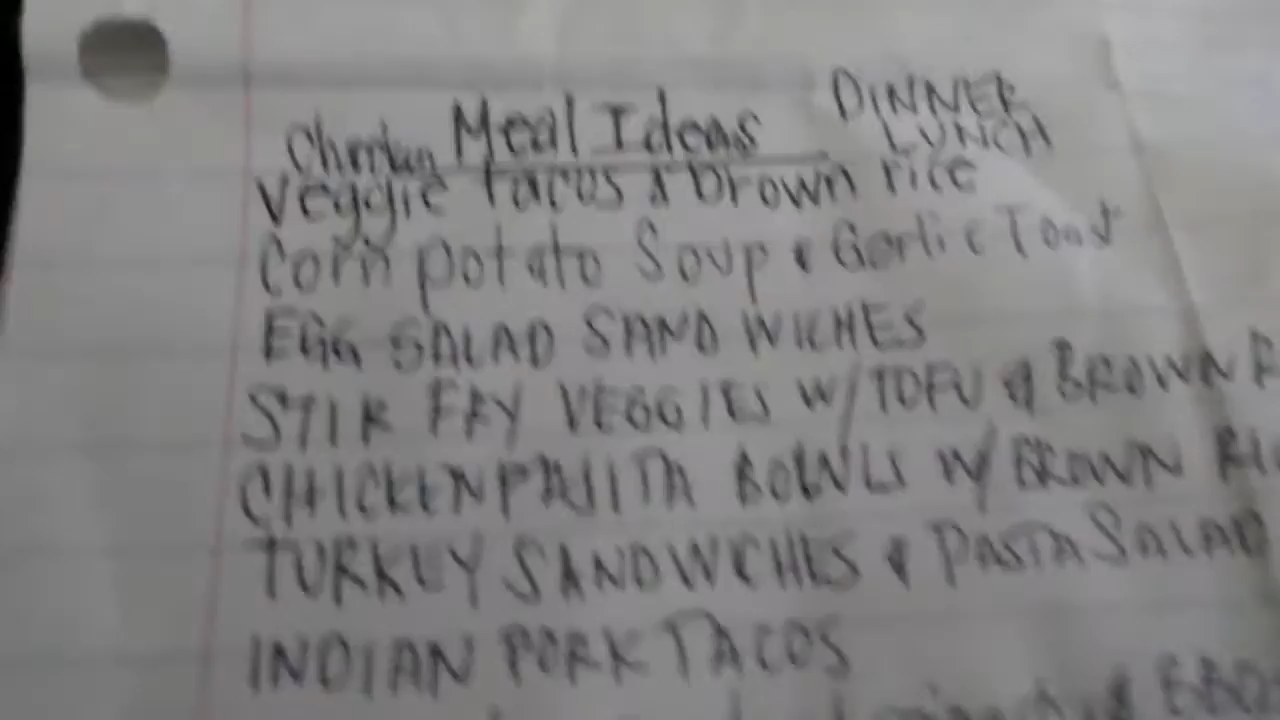 Meal Ideas DINNER
LUNCH
Veggie tacos & brown rice
Corn potato Soup & Garlic Toast
EGG SALAD SANDWICHES
STIR FRY VEGGIES W/TOFU & BROWN
CHICKEN FAJITA BOWLS W/ BROWN
TURKEY SANDWICHES & PASTA SALAD
INDIAN PORK TACOS